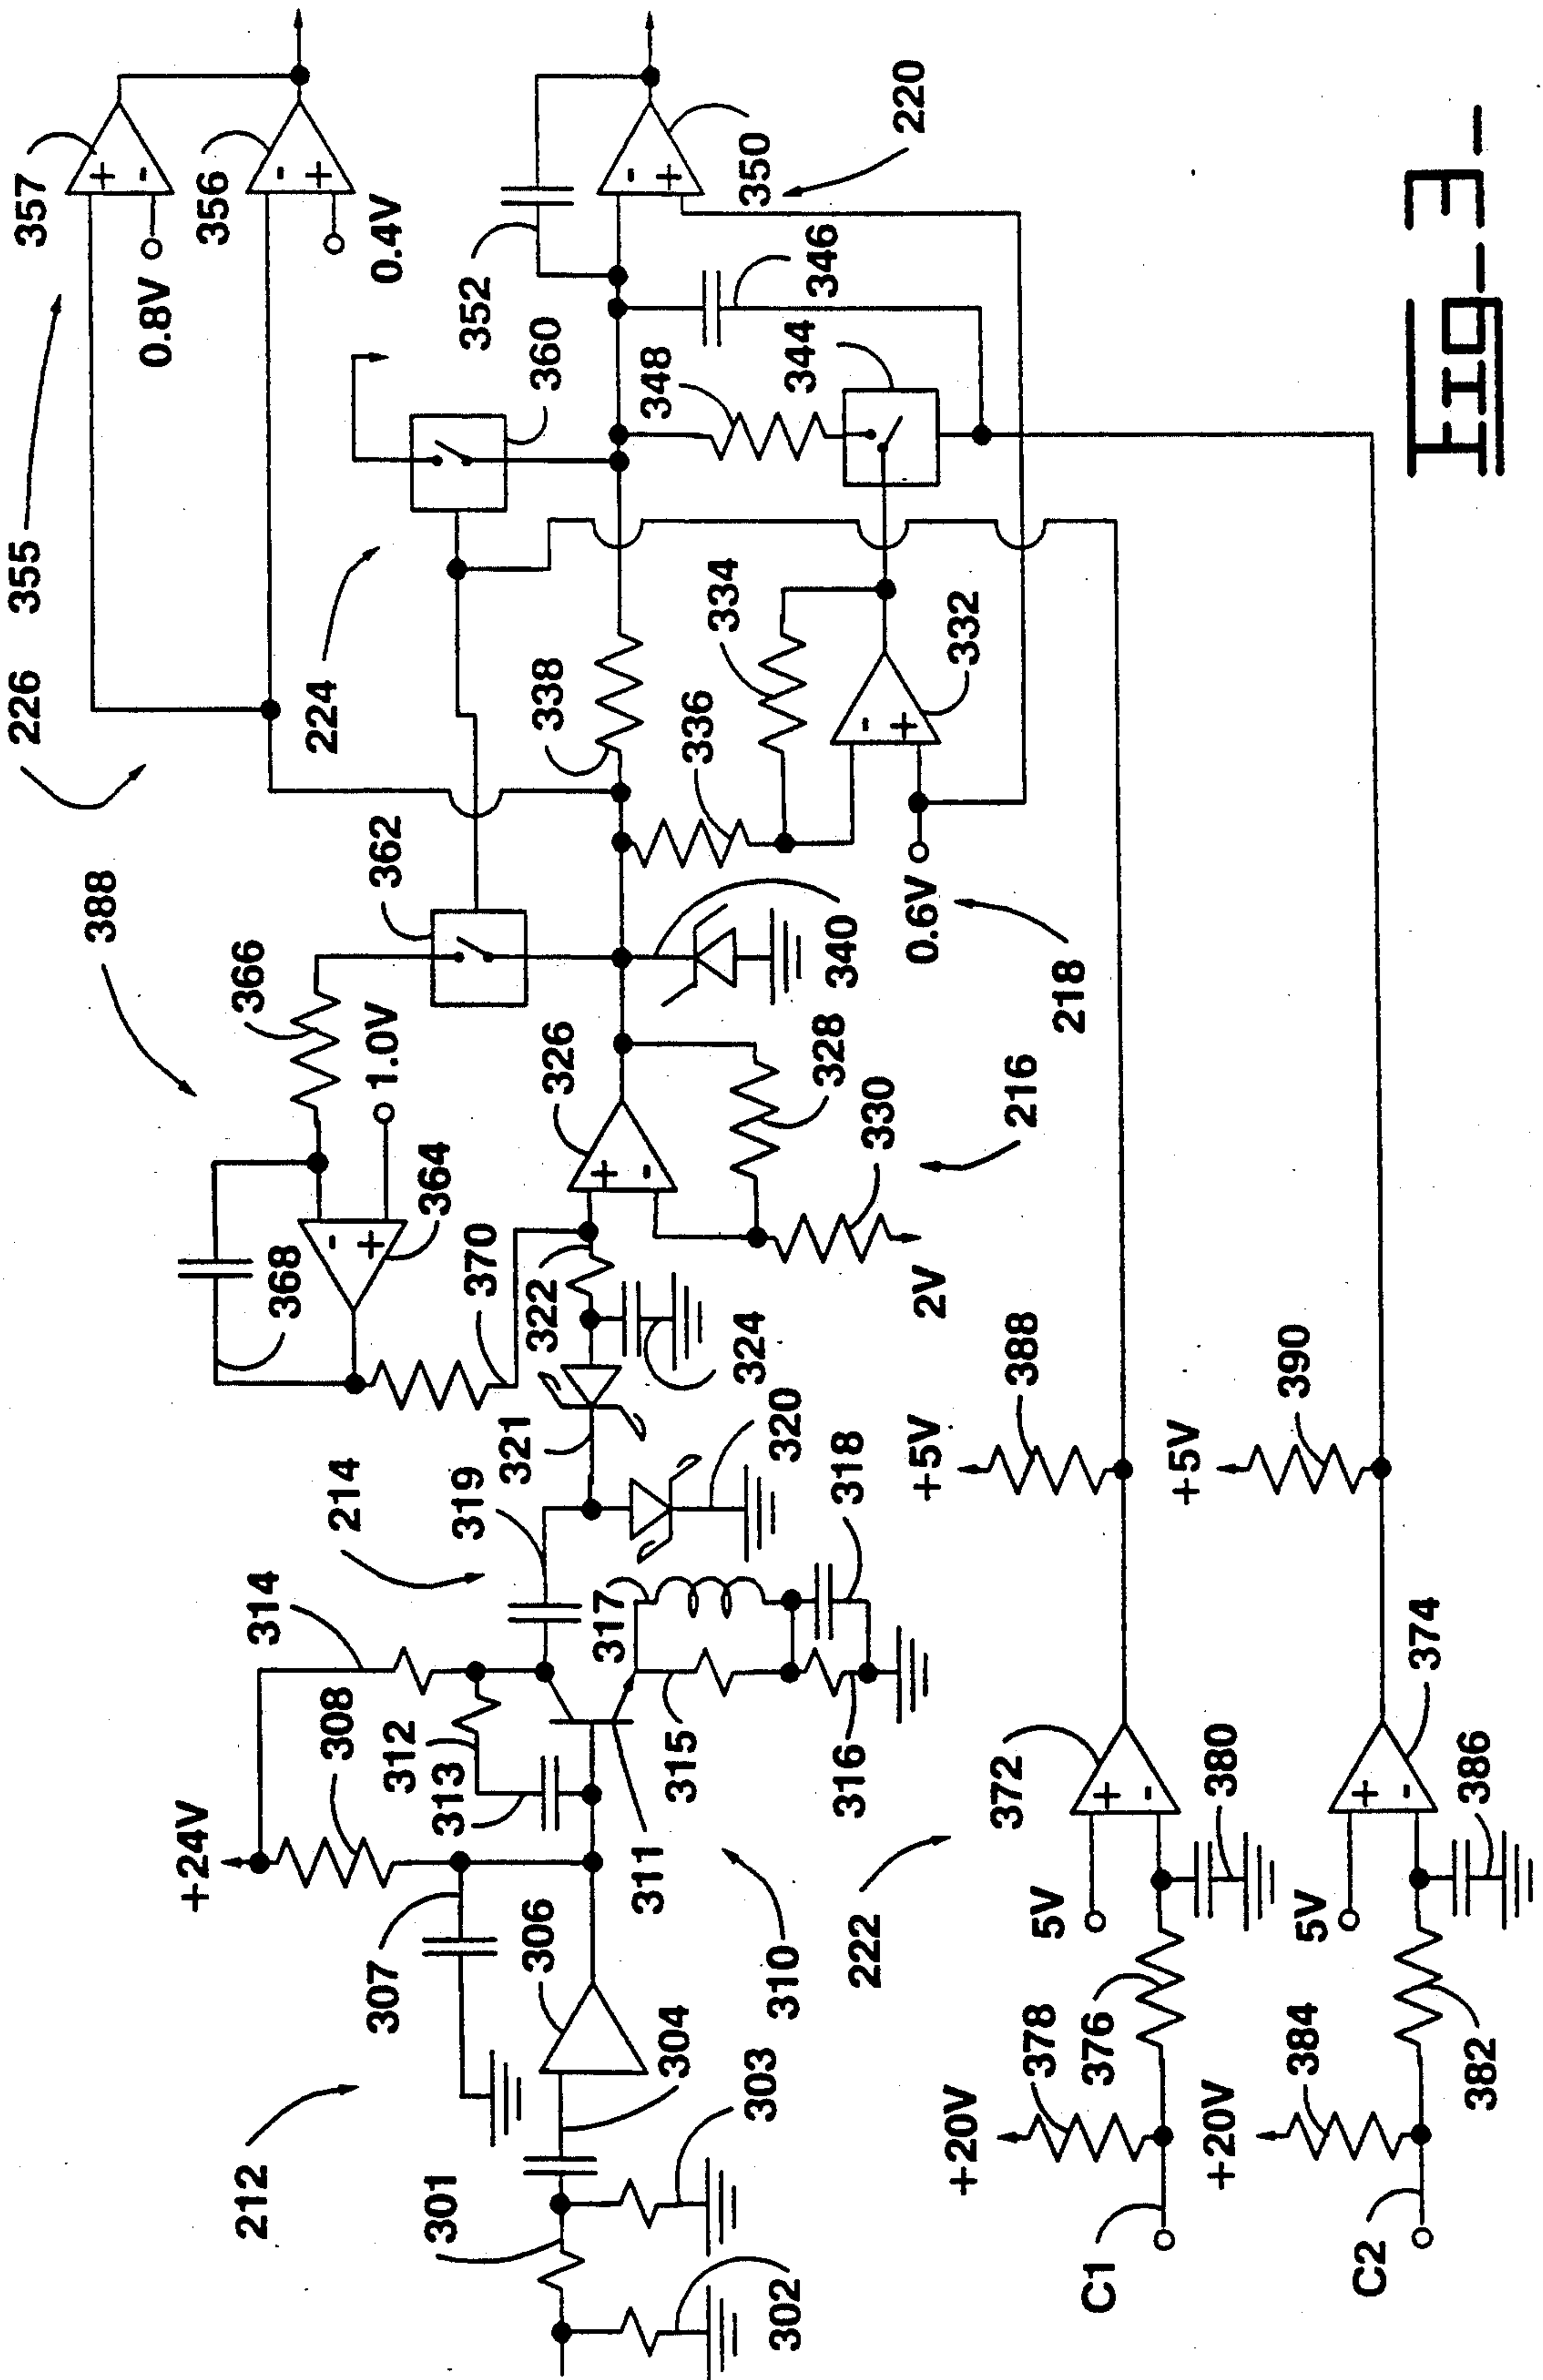 226 355 357
388 0.8V 356
+24V
212 314 366
368
308 214 224
307 362 1.0V 0.4V
312 364
301 313 319 370 352
321
306 322 326 338 360
317
311 348
304 315 336 334
303 324 350
302 310 320 344
346
316 318 328 340
222 330 0.6V 220
+5V 2V
+20V 332
372 388 216
378 5V 218
C1 376
+5V
+20V 380
384 5V 390
C2
374
382 386
FIG_3_